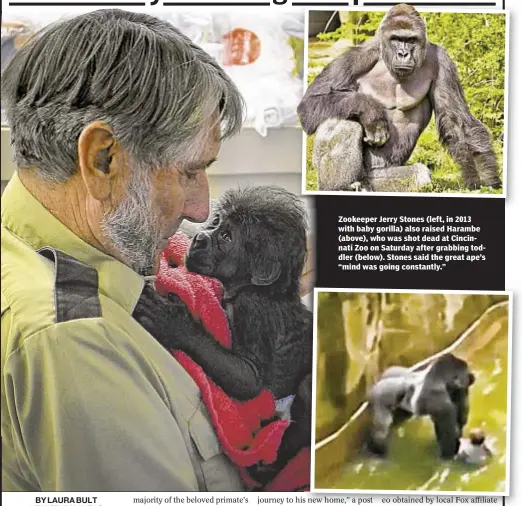 Zookeeper Jerry Stones (left, in 2013
with baby gorilla) also raised Harambe
(above), who was shot dead at Cincin-
nati Zoo on Saturday after grabbing tod-
dler (below). Stones said the great ape's
"mind was going constantly."
BY LAURA BULT
majority of the beloved primate's
journey to his new home," a post
eo obtained by local Fox affiliate